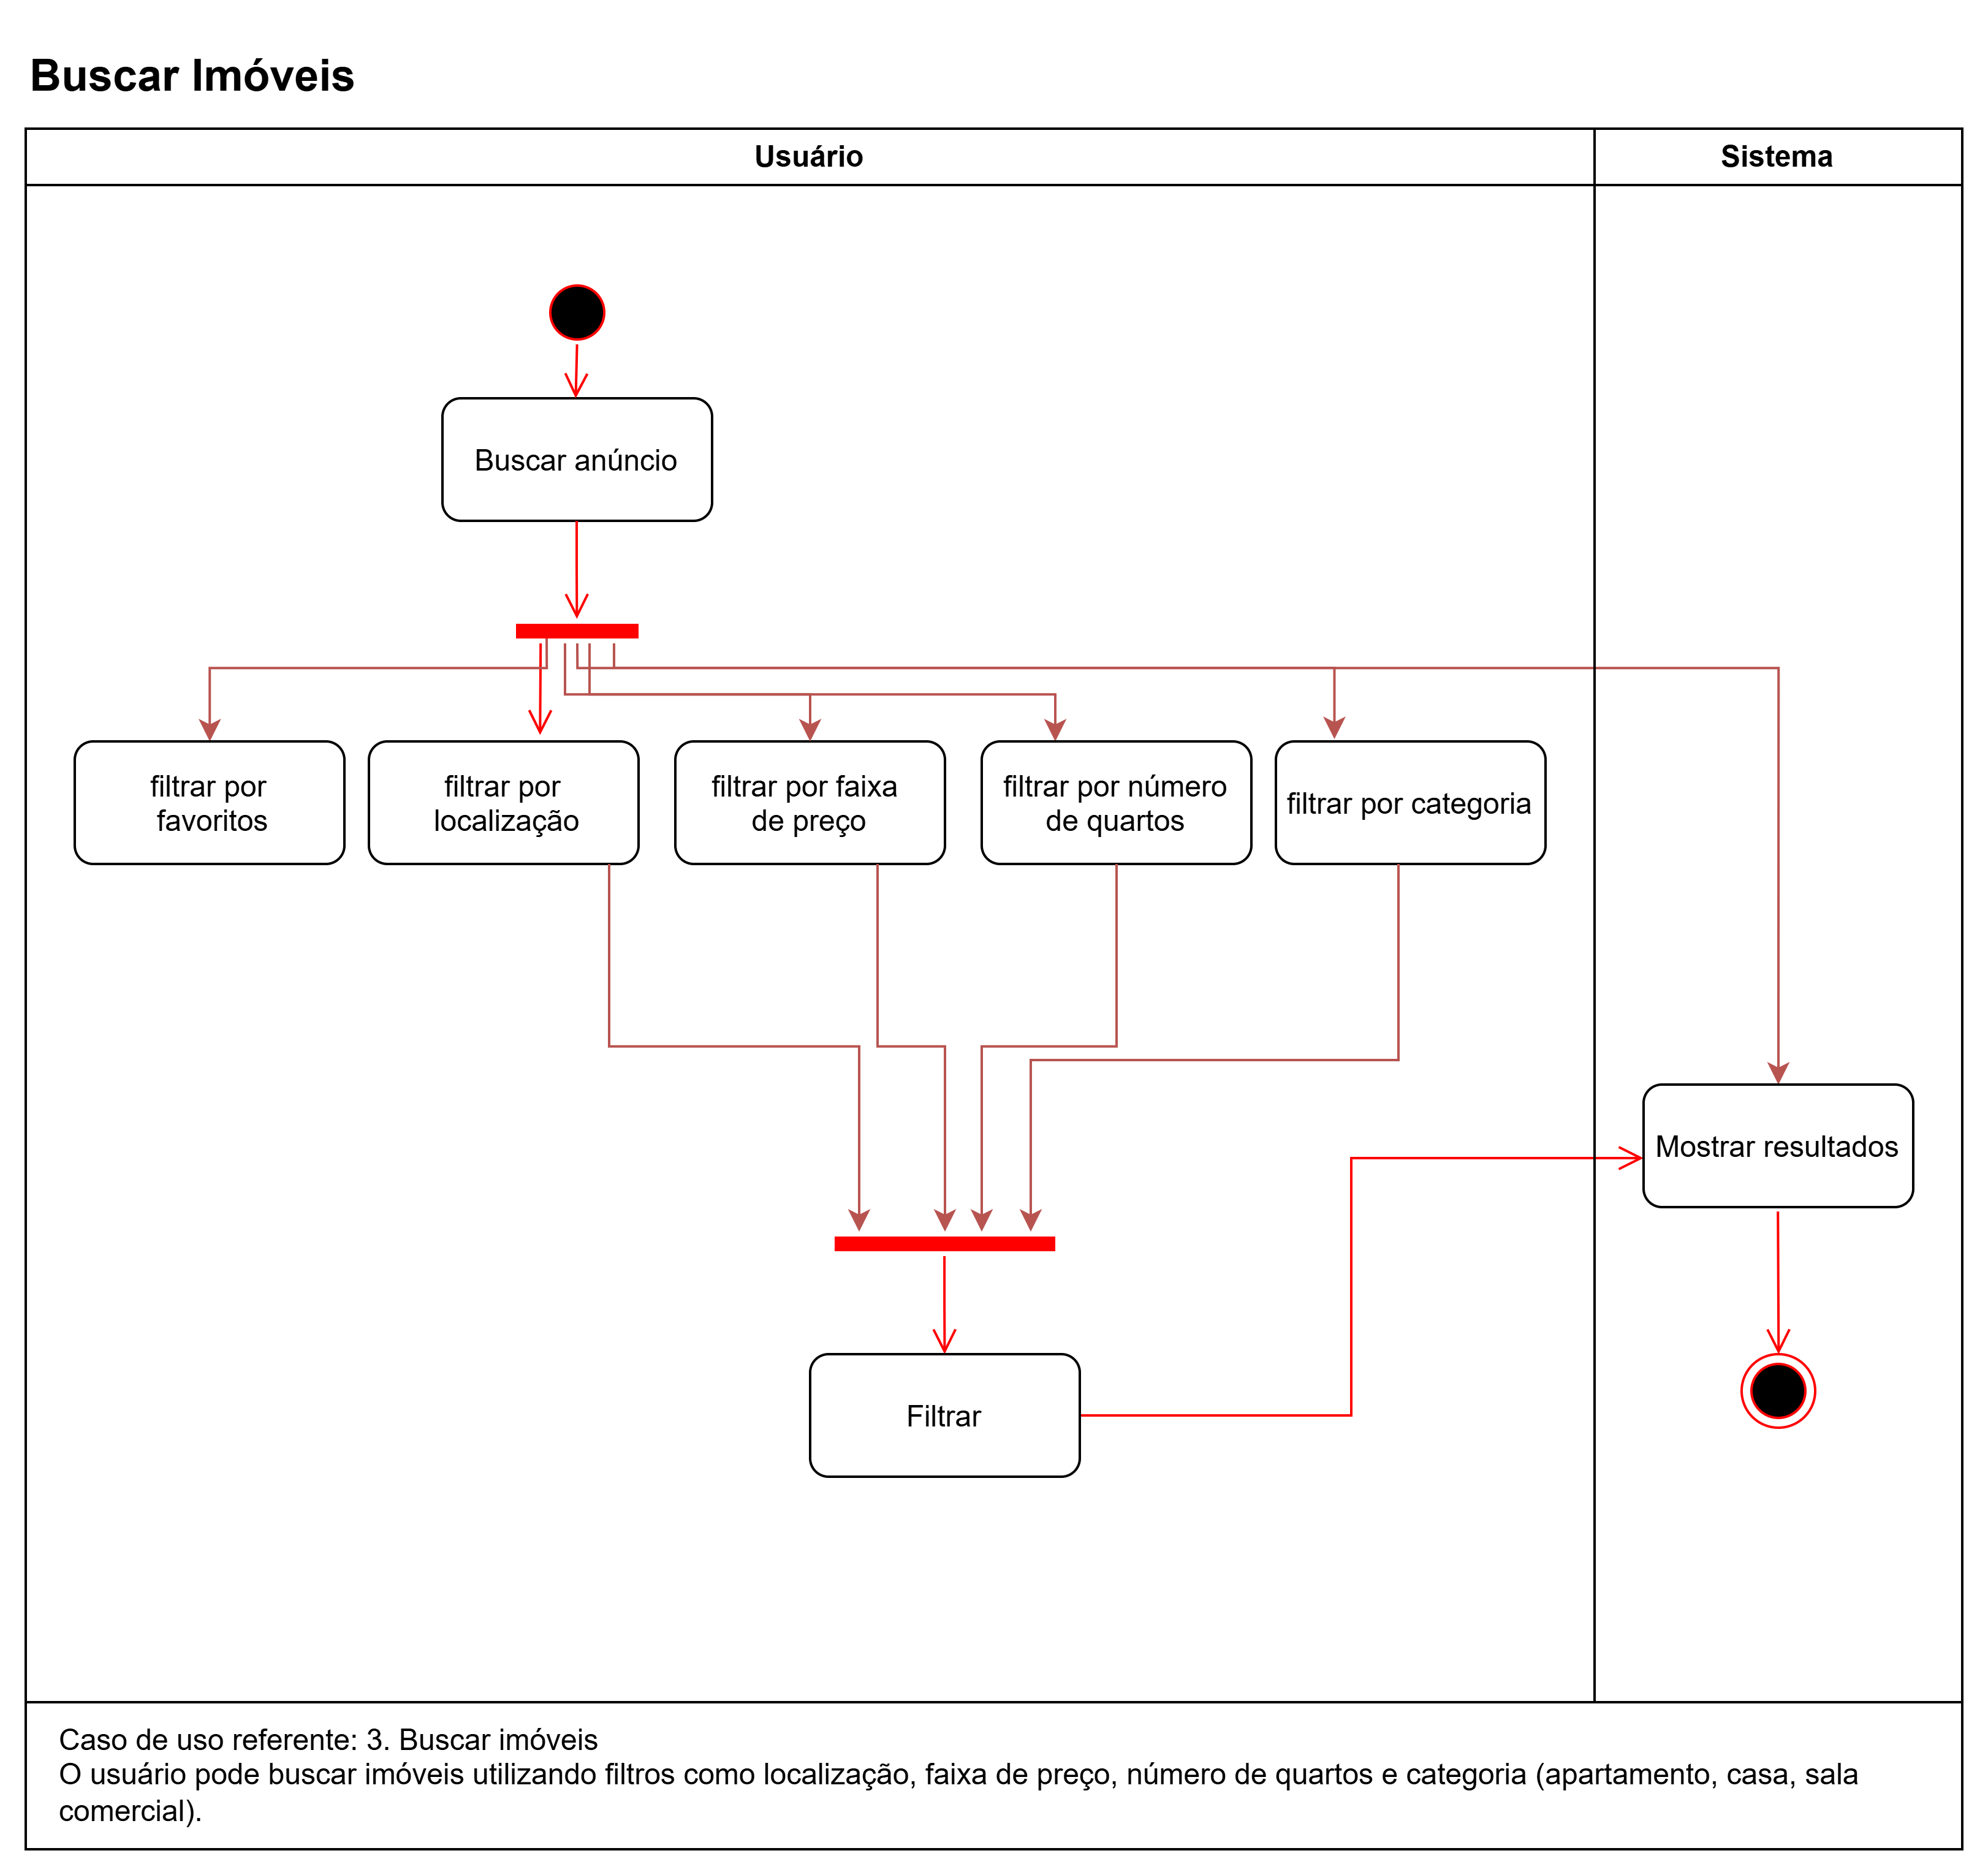 Buscar Imóveis
Usuário
Sistema
Buscar anúncio
filtrar por
favoritos
filtrar por
localização
filtrar por faixa
de preço
filtrar por número
de quartos
filtrar por categoria
Mostrar resultados
Filtrar
Caso de uso referente: 3. Buscar imóveis
O usuário pode buscar imóveis utilizando filtros como localização, faixa de preço, número de quartos e categoria (apartamento, casa, sala
comercial).